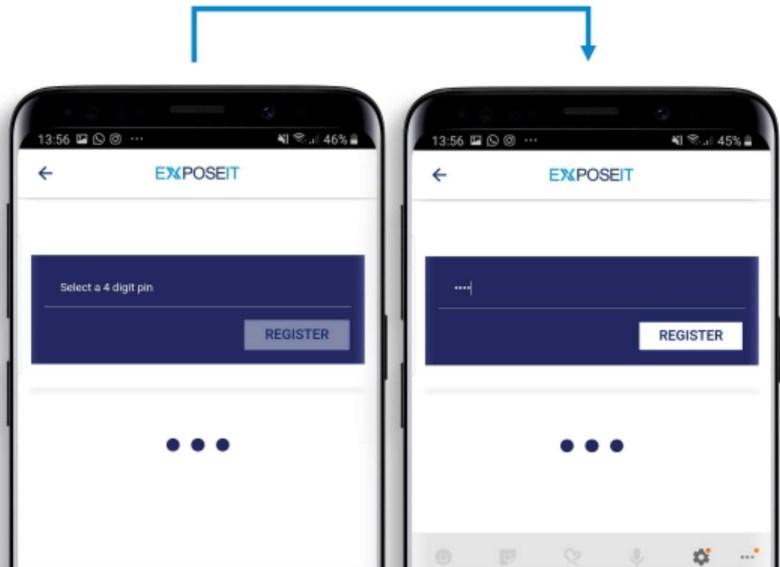 13:56 ... 46%
EXPOSEIT
Select a 4 digit pin
REGISTER
13:56 ... 45%
EXPOSEIT
••••
REGISTER